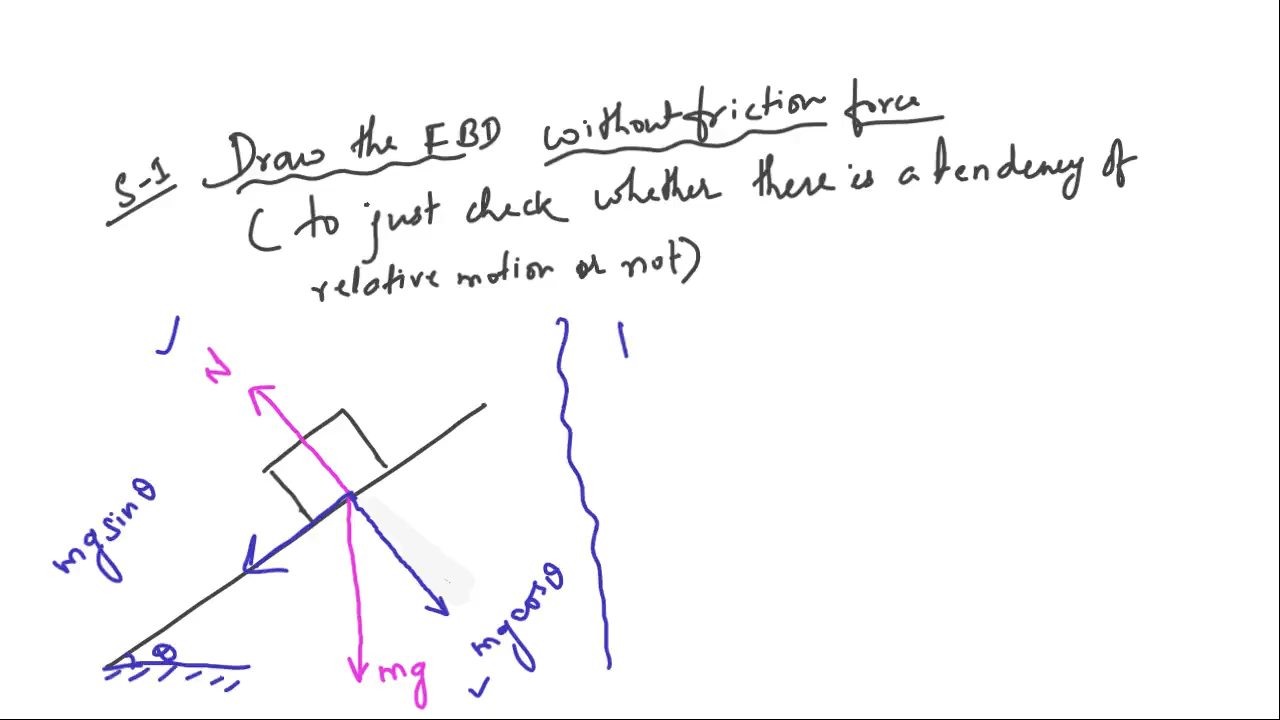 S-1 Draw the FBD without friction force
( to just check whether there is a tendency of
relative motion or not)
N
mg sinθ
mg cosθ
θ
mg